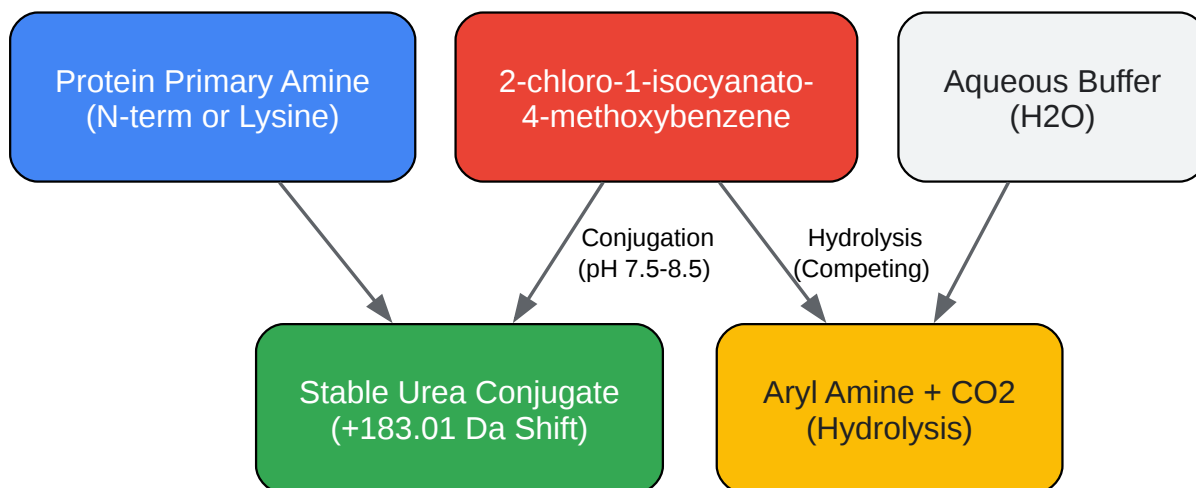 Protein Primary Amine
(N-term or Lysine)
2-chloro-1-isocyanato-
4-methoxybenzene
Aqueous Buffer
(H2O)
Conjugation
(pH 7.5-8.5)
Hydrolysis
(Competing)
Stable Urea Conjugate
(+183.01 Da Shift)
Aryl Amine + CO2
(Hydrolysis)